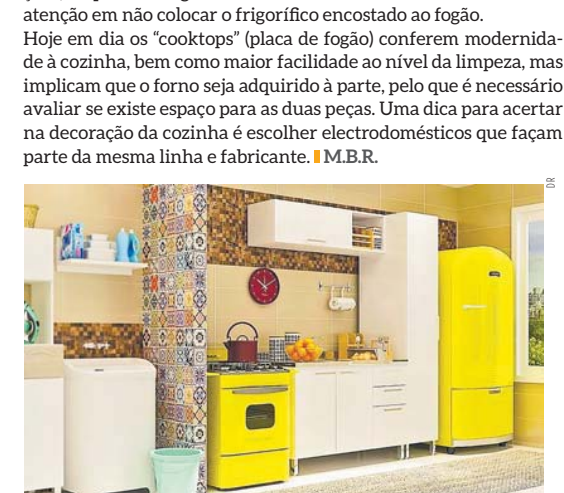 atenção em não colocar o frigorífico encostado ao fogão.
Hoje em dia os “cooktops” (placa de fogão) conferem modernida-
de à cozinha, bem como maior facilidade ao nível da limpeza, mas
implicam que o forno seja adquirido à parte, pelo que é necessário
avaliar se existe espaço para as duas peças. Uma dica para acertar
na decoração da cozinha é escolher electrodomésticos que façam
parte da mesma linha e fabricante. M.B.R.
DR